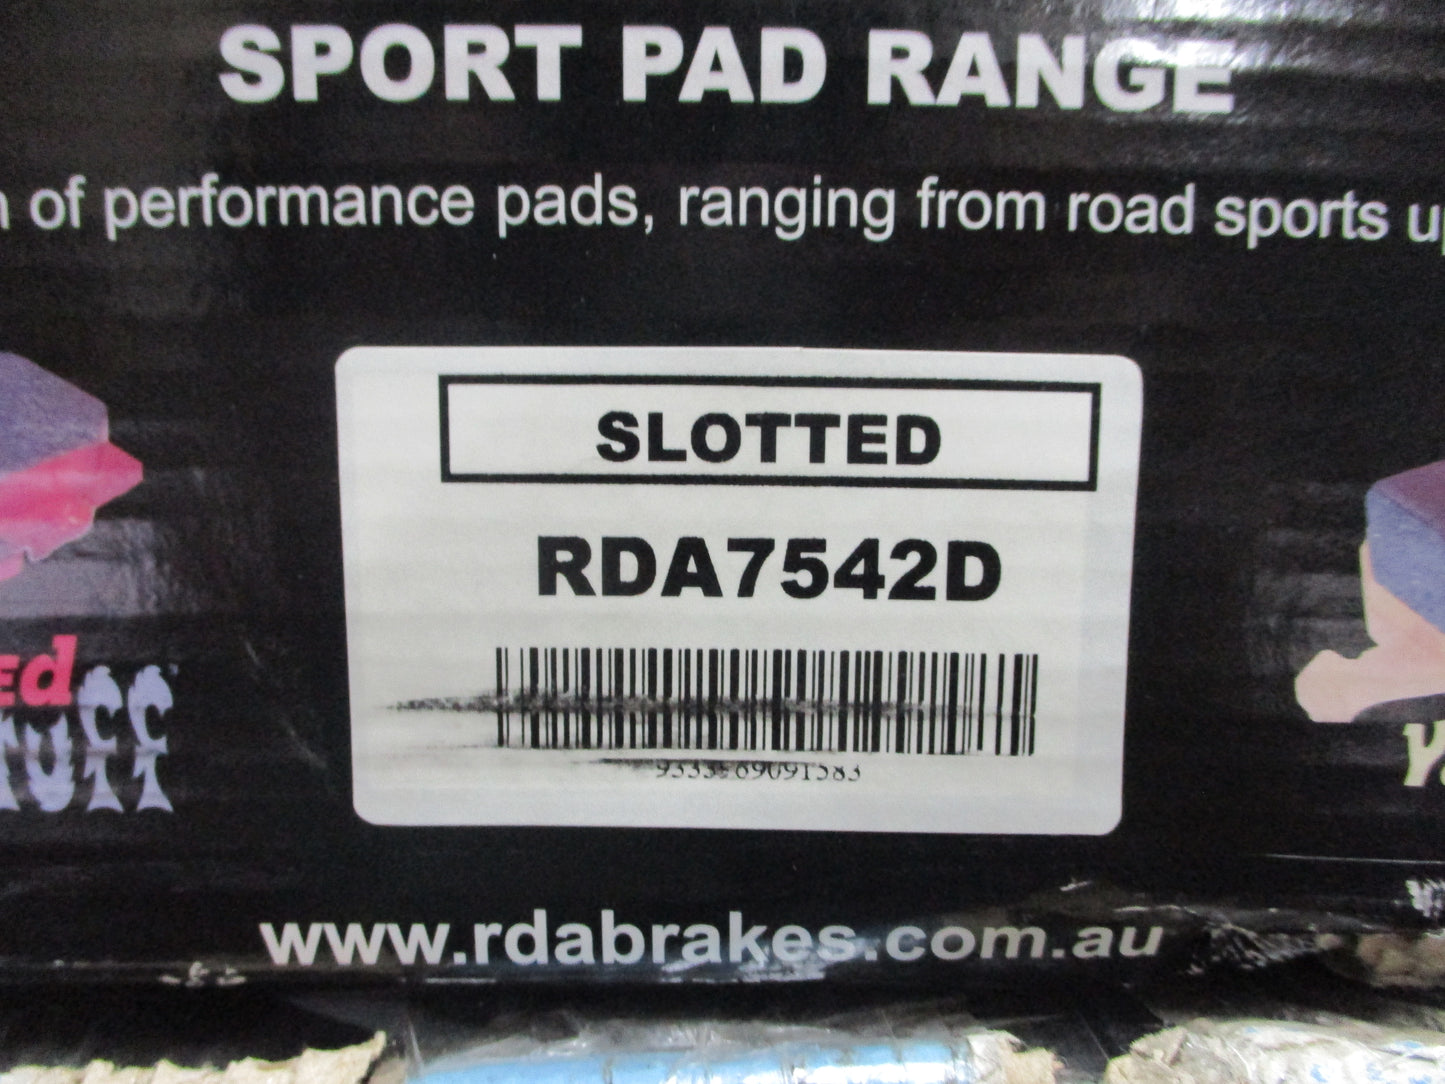 SPORT PAD RANGE
of performance pads, ranging from road sports
SLOTTED
RDA7542D
www.rdabrakes.com.au